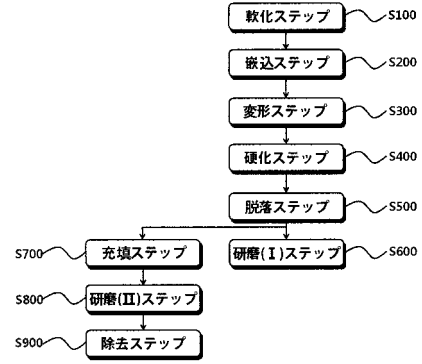 軟化ステップ S100
嵌込ステップ S200
変形ステップ S300
硬化ステップ S400
脱落ステップ S500
S700 充填ステップ 研磨(I)ステップ S600
S800 研磨(II)ステップ
S900 除去ステップ